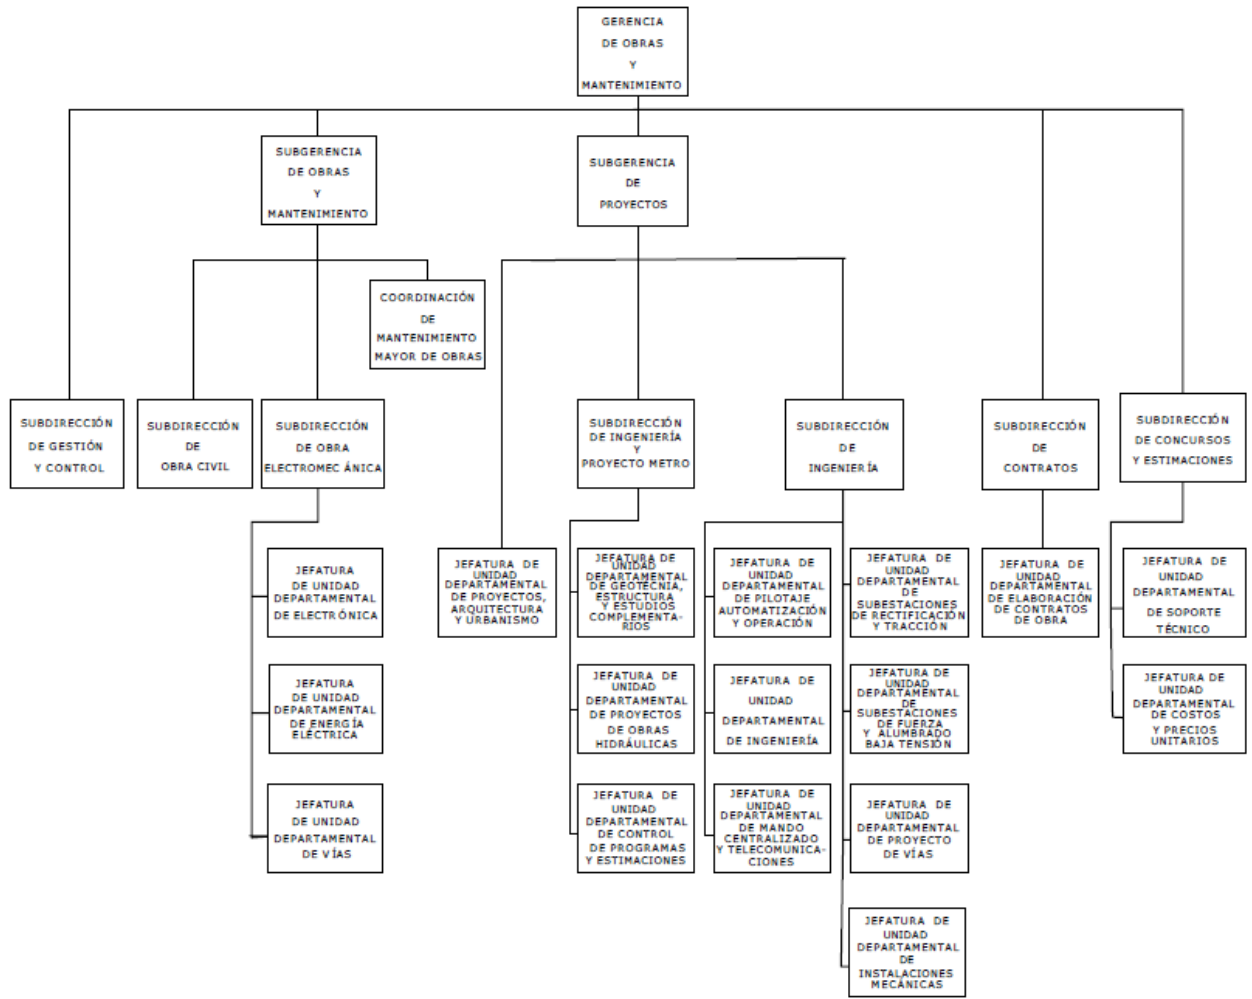 GERENCIA
DE OBRAS
Y
MANTENIMIENTO
SUBGERENCIA
DE OBRAS
Y
MANTENIMIENTO
SUBGERENCIA
DE
PROYECTOS
COORDINACIÓN
DE
MANTENIMIENTO
MAYOR DE OBRAS
SUBDIRECCIÓN
DE GESTIÓN
Y CONTROL
SUBDIRECCIÓN
DE
OBRA CIVIL
SUBDIRECCIÓN
DE OBRA
ELECTROMEC ÁNICA
SUBDIRECCIÓN
DE INGENIERÍA
Y
PROYECTO METRO
SUBDIRECCIÓN
DE
INGENIERÍA
SUBDIRECCIÓN
DE
CONTRATOS
SUBDIRECCIÓN
DE CONCURSOS
Y ESTIMACIONES
JEFATURA
DE UNIDAD
DEPARTAMENTAL
DE ELECTRÓNICA
JEFATURA DE
UNIDAD
DEPARTAMENTAL
DE PROYECTOS,
ARQUITECTURA
Y URBANISMO
JEFATURA DE
UNIDAD
DEPARTAMENTAL
DE GEOTECNIA,
ESTRUCTURA
Y ESTUDIOS
COMPLEMENTA-
RIOS
JEFATURA DE
UNIDAD
DEPARTAMENTAL
DE PILOTAJE
AUTOMATIZACIÓN
Y OPERACIÓN
JEFATURA DE
UNIDAD
DEPARTAMENTAL
DE
SUBESTACIONES
DE RECTIFICACIÓN
Y TRACCIÓN
JEFATURA DE
UNIDAD
DEPARTAMENTAL
DE ELABORACIÓN
DE CONTRATOS
DE OBRA
JEFATURA DE
UNIDAD
DEPARTAMENTAL
DE SOPORTE
TÉCNICO
JEFATURA
DE UNIDAD
DEPARTAMENTAL
DE ENERGÍA
ELÉCTRICA
JEFATURA DE
UNIDAD
DEPARTAMENTAL
DE PROYECTOS
DE OBRAS
HIDRÁULICAS
JEFATURA DE
UNIDAD
DEPARTAMENTAL
DE INGENIERÍA
JEFATURA DE
UNIDAD
DEPARTAMENTAL
DE
SUBESTACIONES
DE FUERZA
Y ALUMBRADO
BAJA TENSIÓN
JEFATURA DE
UNIDAD
DEPARTAMENTAL
DE COSTOS
Y PRECIOS
UNITARIOS
JEFATURA
DE UNIDAD
DEPARTAMENTAL
DE VÍAS
JEFATURA DE
UNIDAD
DEPARTAMENTAL
DE CONTROL
DE PROGRAMAS
Y ESTIMACIONES
JEFATURA DE
UNIDAD
DEPARTAMENTAL
DE MANDO
CENTRALIZADO
Y TELECOMUNICA-
CIONES
JEFATURA DE
UNIDAD
DEPARTAMENTAL
DE PROYECTO
DE VÍAS
JEFATURA DE
UNIDAD
DEPARTAMENTAL
DE
INSTALACIONES
MECÁNICAS